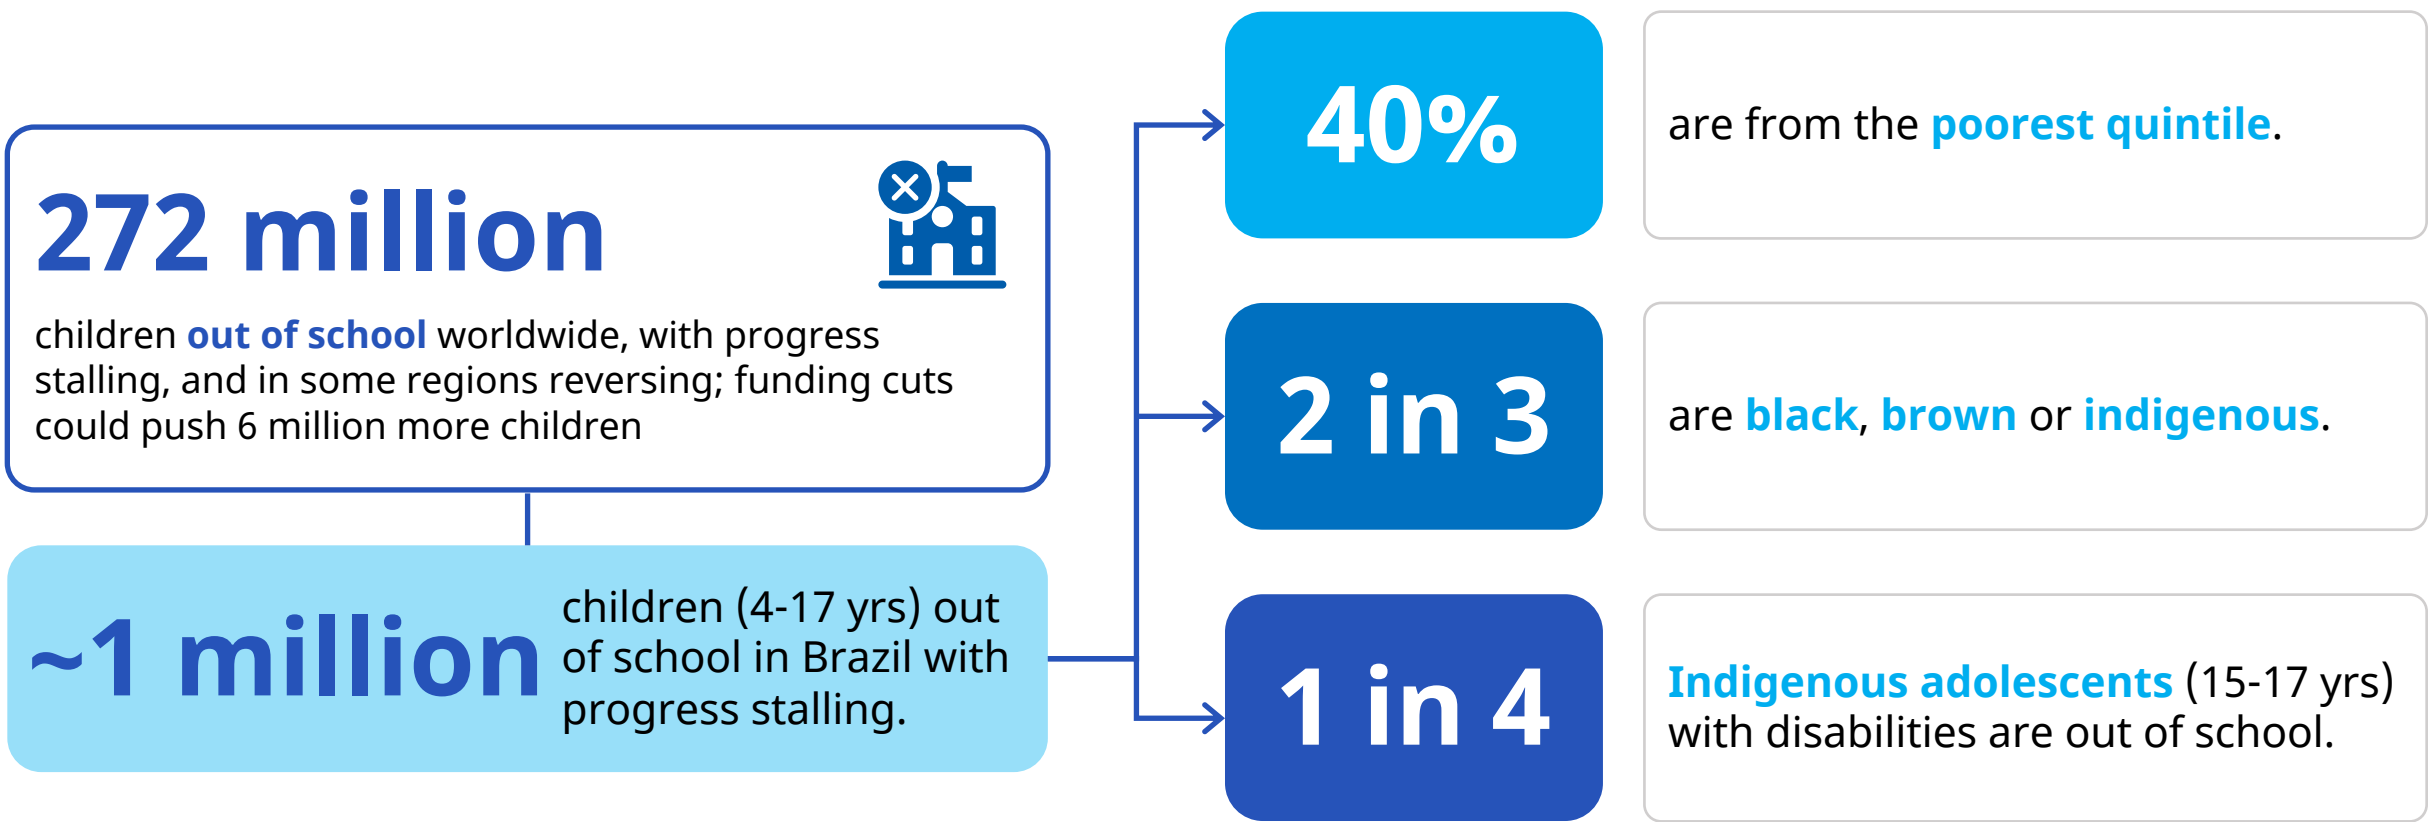 272 million
children out of school worldwide, with progress
stalling, and in some regions reversing; funding cuts
could push 6 million more children
~1 million
children (4-17 yrs) out
of school in Brazil with
progress stalling.
40%
are from the poorest quintile.
2 in 3
are black, brown or indigenous.
1 in 4
Indigenous adolescents (15-17 yrs)
with disabilities are out of school.